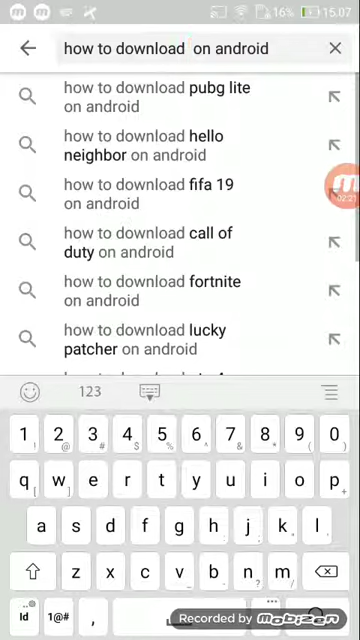 16% 15.07
how to download  on android
how to download pubg lite
on android
how to download hello
neighbor on android
how to download fifa 19
on android
02:21
how to download call of
duty on android
how to download fortnite
on android
how to download lucky
patcher on android
123
1 2 3 4 5 6 7 8 9 0
! @ # $ % ^ & * ( )
q w e r t y u i o p
a s d f g h j k l
z x c v b n m
Id 1@# ,
Recorded by mobizen